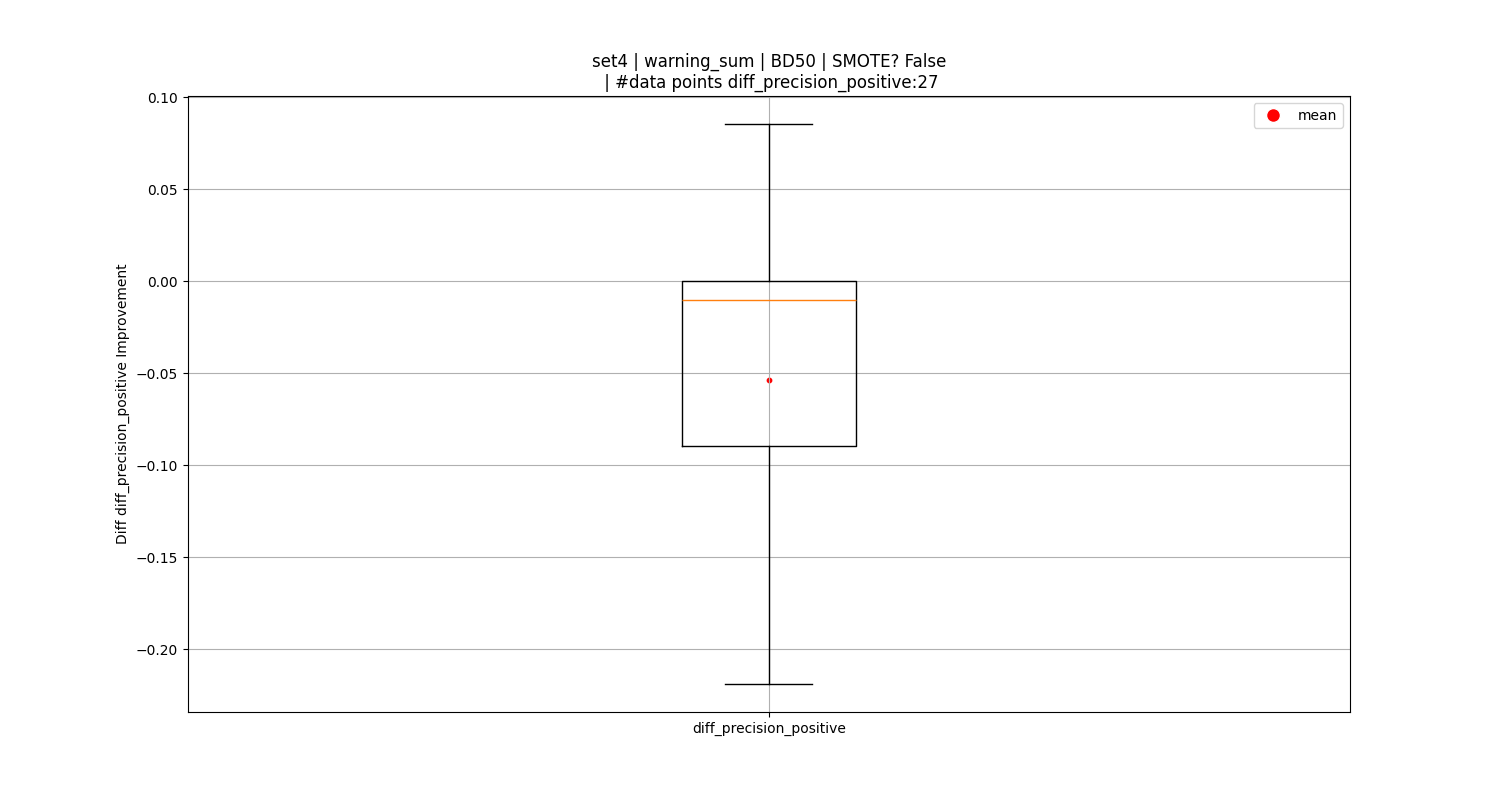 set4 | warning_sum | BD50 | SMOTE? False
| #data points diff_precision_positive:27
mean
0.10
0.05
0.00
−0.05
−0.10
−0.15
−0.20
Diff diff_precision_positive Improvement
diff_precision_positive